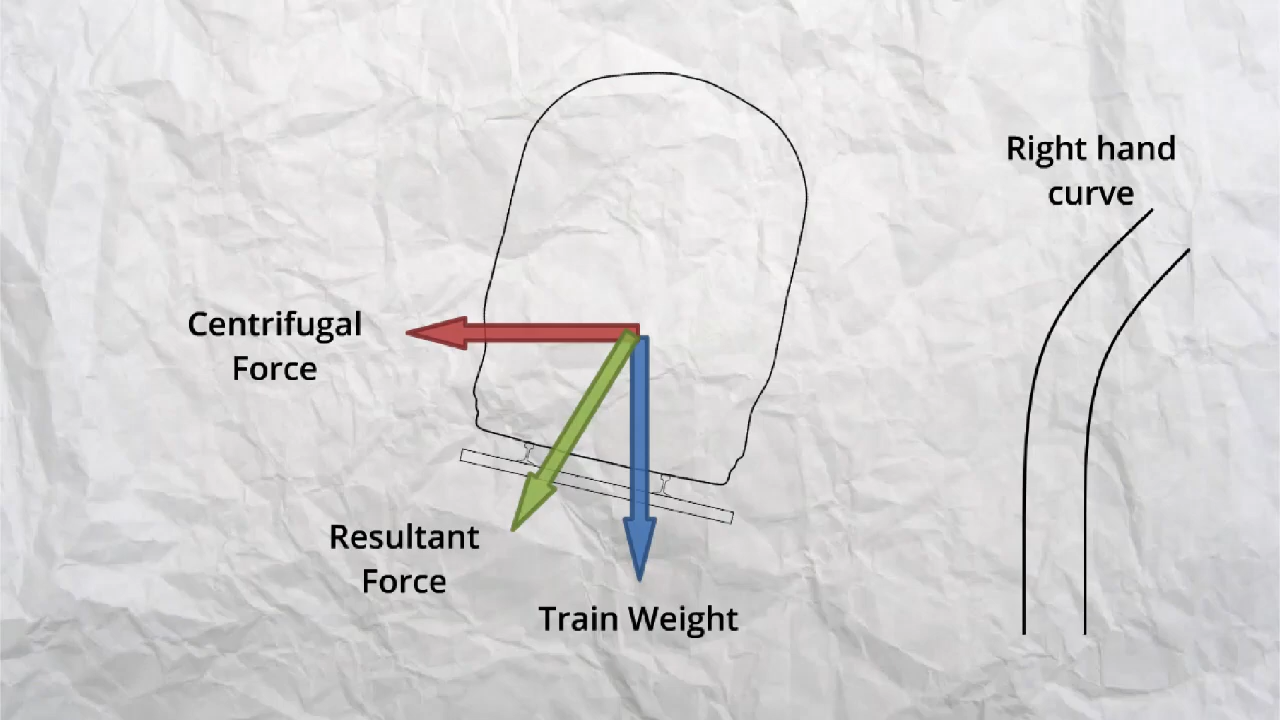 Right hand
curve
Centrifugal
Force
Resultant
Force
Train Weight